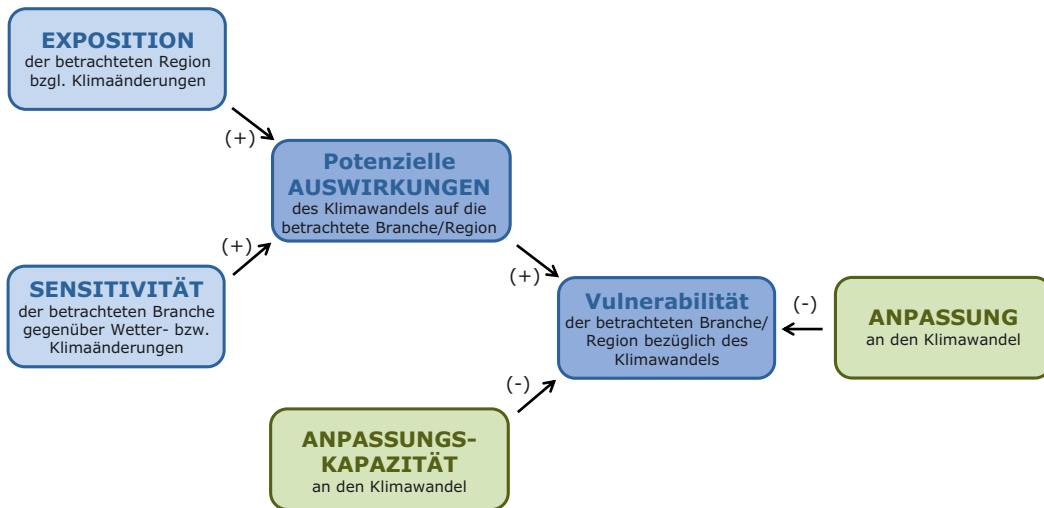 EXPOSITION
der betrachteten Region
bzgl. Klimaänderungen
(+)
Potenzielle
AUSWIRKUNGEN
des Klimawandels auf die
betrachtete Branche/Region
(+)
SENSITIVITÄT
der betrachteten Branche
gegenüber Wetter- bzw.
Klimaänderungen
(+)
Vulnerabilität
der betrachteten Branche/
Region bezüglich des
Klimawandels
(-)
ANPASSUNG
an den Klimawandel
(-)
ANPASSUNGS-
KAPAZITÄT
an den Klimawandel